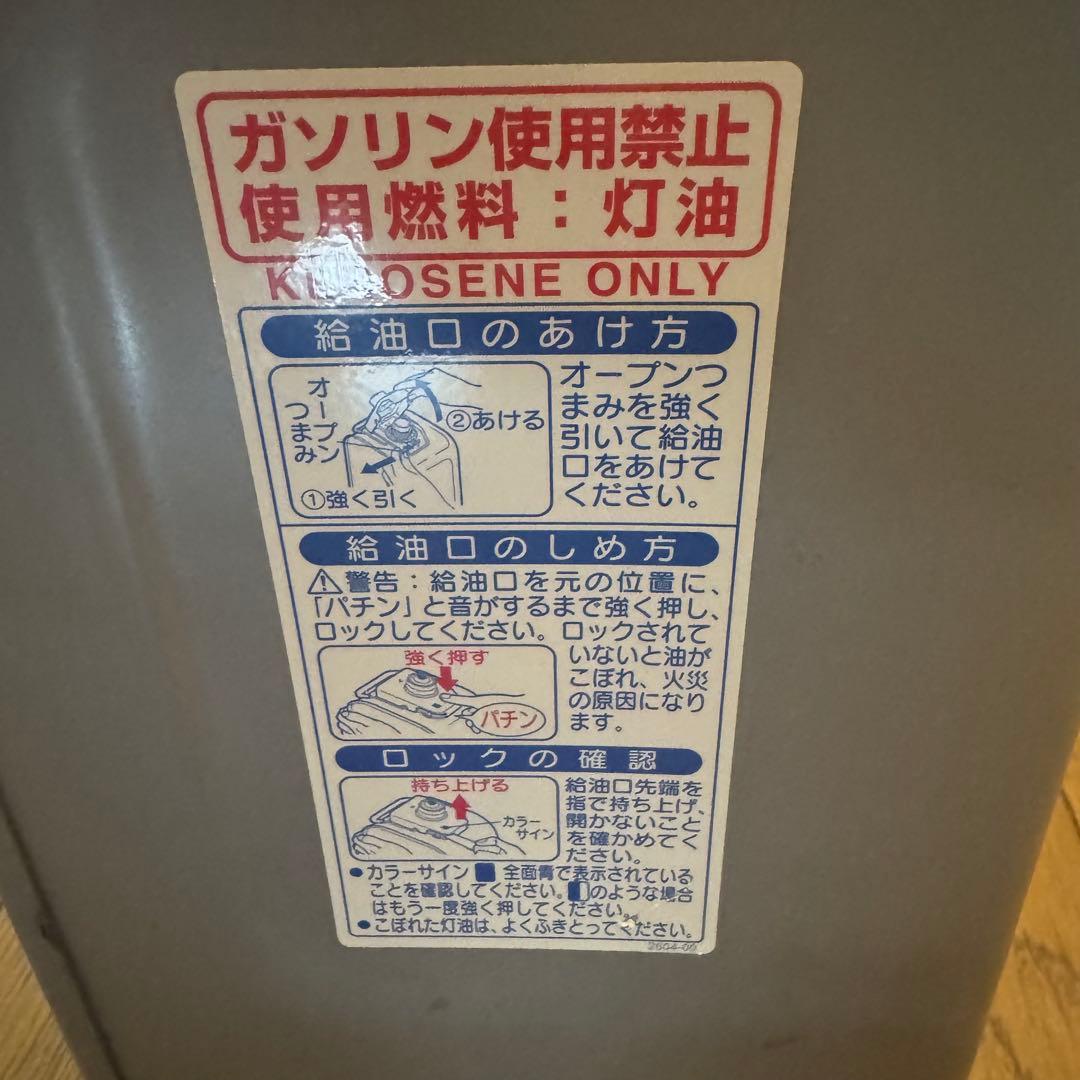 ガソリン使用禁止
使用燃料：灯油
KEROSENE ONLY
給油口のあけ方
オープン
つまみ
②あける
①強く引く
オープンつ
まみを強く
引いて給油
口をあけて
ください。
給油口のしめ方
⚠警告：給油口を元の位置に、
「パチン」と音がするまで強く押し、
ロックしてください。ロックされて
いないと油が
こぼれ、火災
の原因になり
ます。
強く押す
パチン
ロックの確認
持ち上げる
カラー
サイン
給油口先端を
指で持ち上げ、
開かないこと
を確かめてく
ださい。
●カラーサイン■全面青で表示されている
ことを確認してください。◧のような場合
はもう一度強く押してください。
●こぼれた灯油は、よくふきとってください。